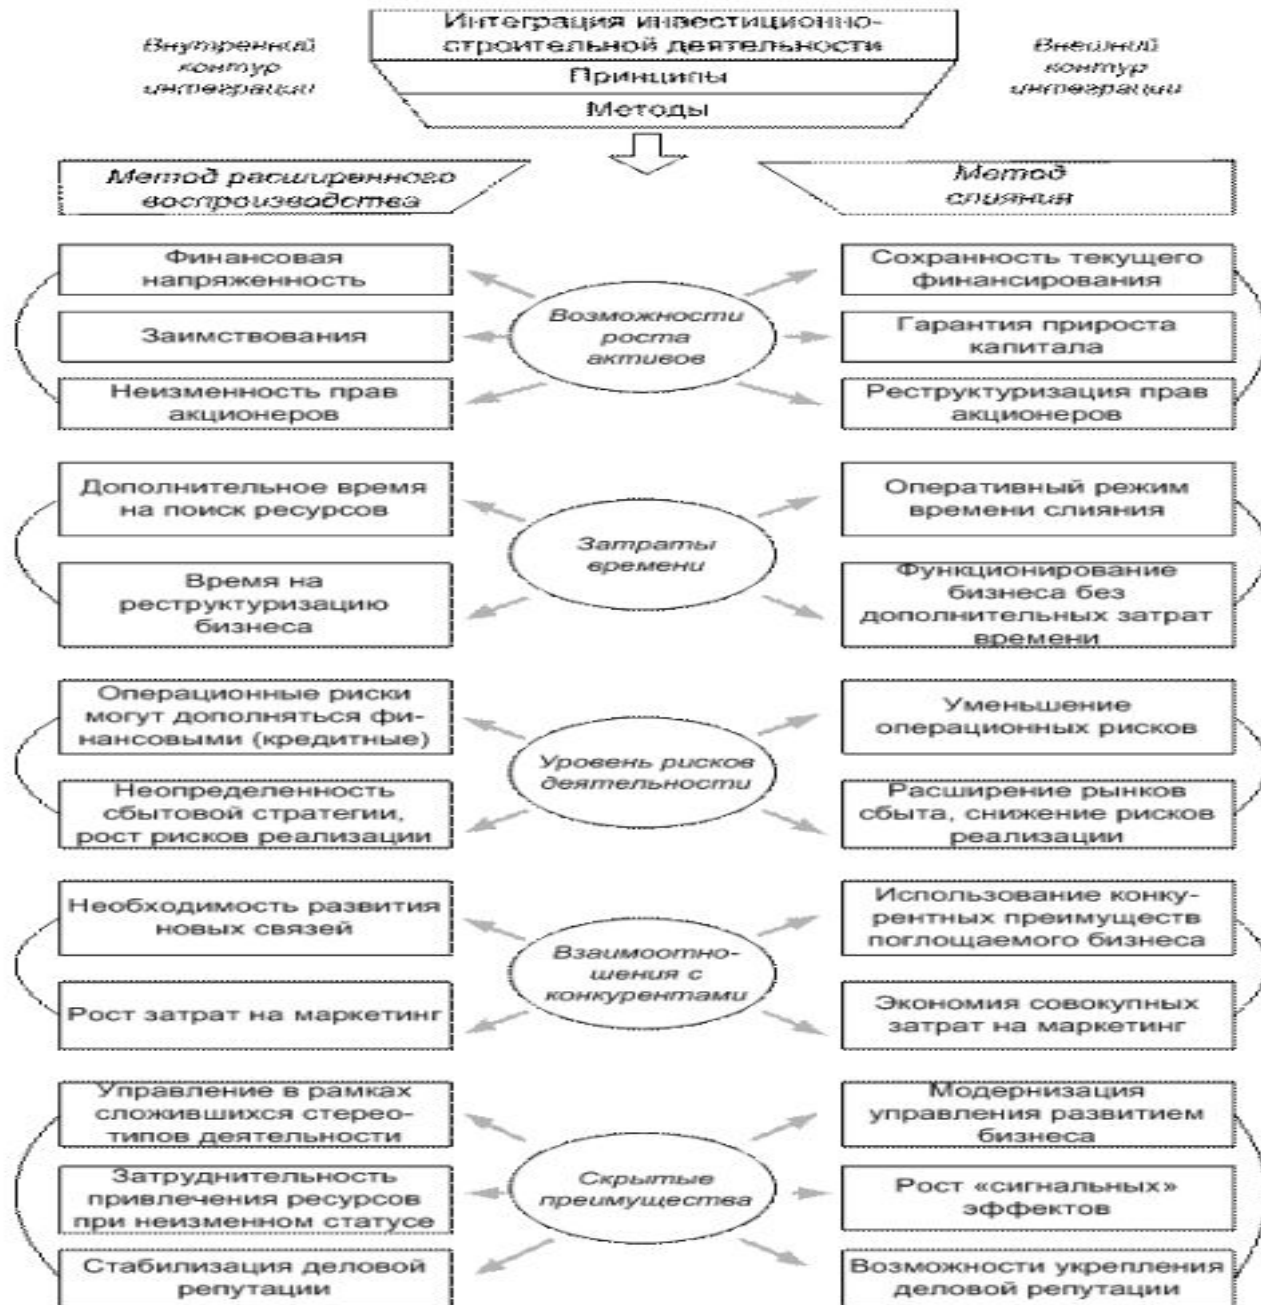 Интеграция инвестиционно-
строительной деятельности
Принципы
Методы
Внутренний
контур
интеграции
Внешний
контур
интеграции
Метод расширенного
воспроизводства
Метод
слияния
Финансовая
напряженность
Заимствования
Неизменность прав
акционеров
Возможности
роста
активов
Сохранность текущего
финансирования
Гарантия прироста
капитала
Реструктуризация прав
акционеров
Дополнительное время
на поиск ресурсов
Время на
реструктуризацию
бизнеса
Затраты
времени
Оперативный режим
времени слияния
Функционирование
бизнеса без
дополнительных затрат
времени
Операционные риски
могут дополняться фи-
нансовыми (кредитные)
Неопределенность
сбытовой стратегии,
рост рисков реализации
Уровень рисков
деятельности
Уменьшение
операционных рисков
Расширение рынков
сбыта, снижение рисков
реализации
Необходимость развития
новых связей
Рост затрат на маркетинг
Взаимоотно-
шения с
конкурентами
Использование конку-
рентных преимуществ
поглощаемого бизнеса
Экономия совокупных
затрат на маркетинг
Управление в рамках
сложившихся стерео-
типов деятельности
Затруднительность
привлечения ресурсов
при неизменном статусе
Стабилизация деловой
репутации
Скрытые
преимущества
Модернизация
управления развитием
бизнеса
Рост «сигнальных»
эффектов
Возможности укрепления
деловой репутации